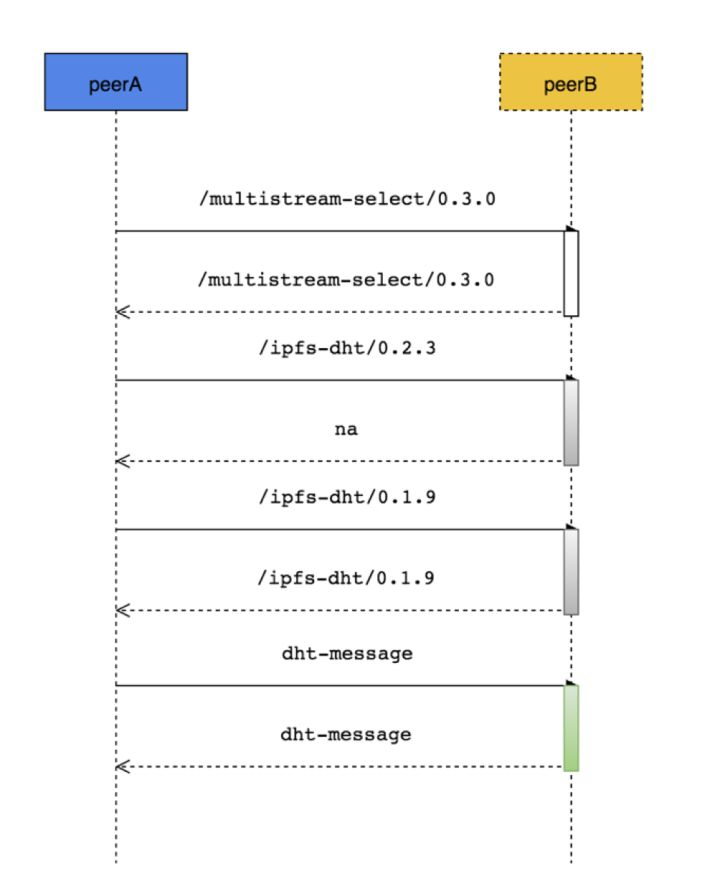 peerA
peerB
/multistream-select/0.3.0
/multistream-select/0.3.0
/ipfs-dht/0.2.3
na
/ipfs-dht/0.1.9
/ipfs-dht/0.1.9
dht-message
dht-message